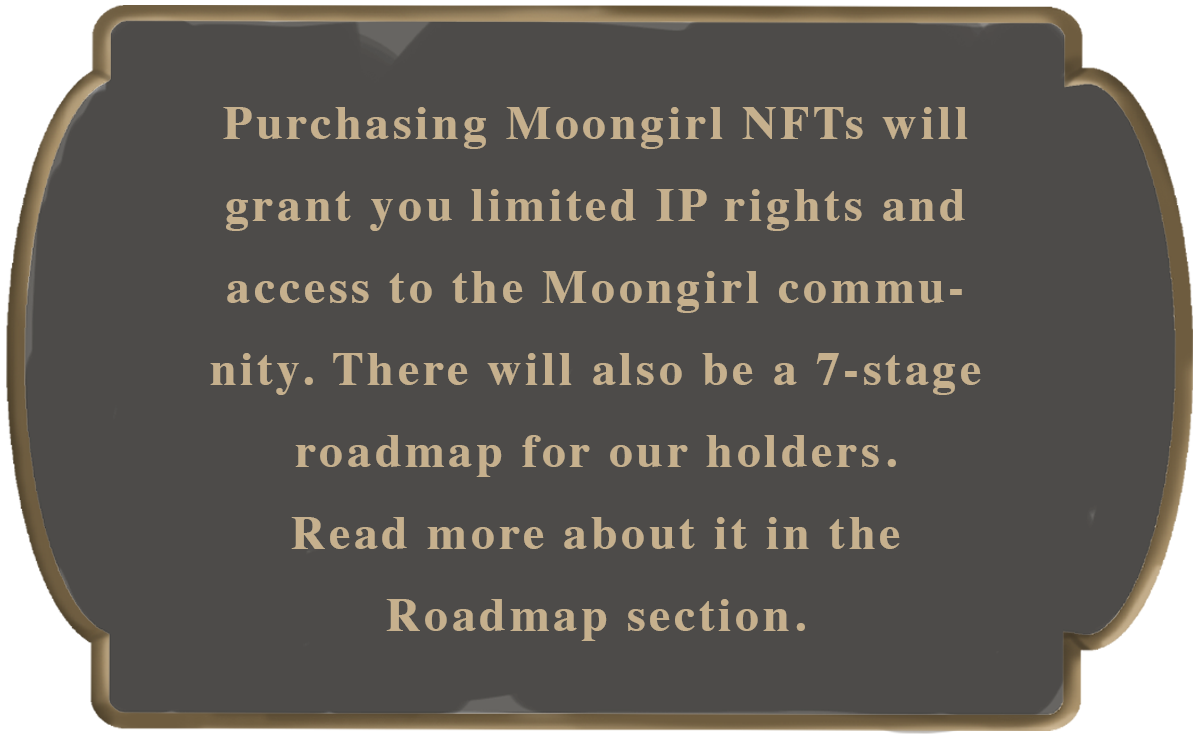 Purchasing Moongirl NFTs will
grant you limited IP rights and
access to the Moongirl commu-
nity. There will also be a 7-stage
roadmap for our holders.
Read more about it in the
Roadmap section.